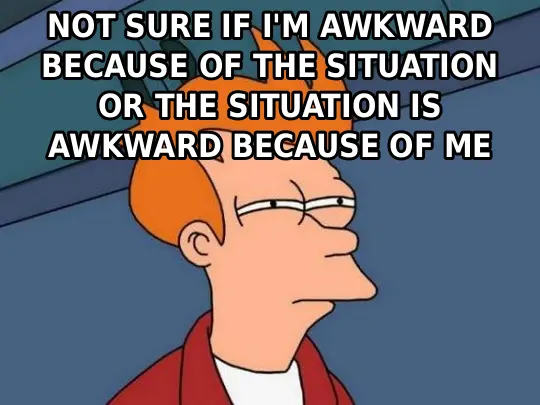 NOT SURE IF I'M AWKWARD
BECAUSE OF THE SITUATION
OR THE SITUATION IS
AWKWARD BECAUSE OF ME